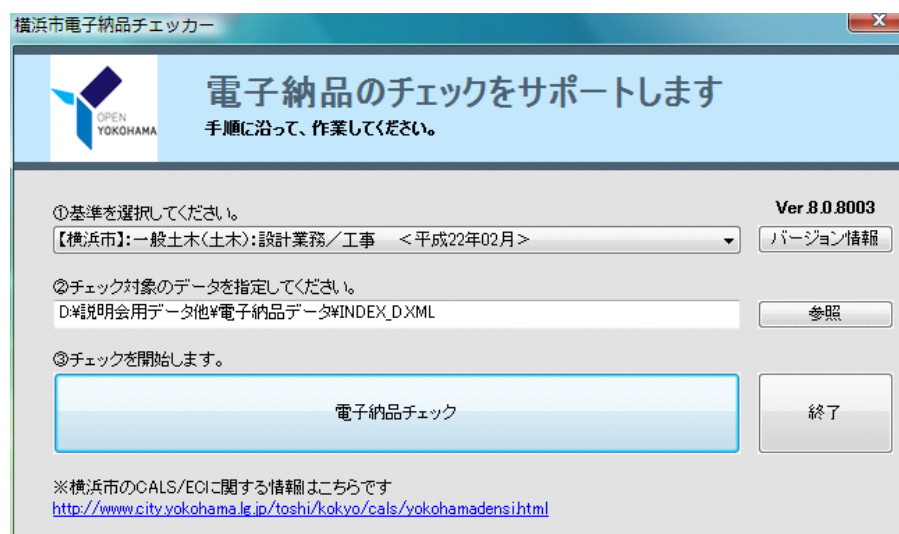 横浜市電子納品チェッカー
OPEN
YOKOHAMA
電子納品のチェックをサポートします
手順に沿って、作業してください。
①基準を選択してください。
Ver.8.0.8003
【横浜市】:一般土木(土木):設計業務/工事 <平成22年02月>
バージョン情報
②チェック対象のデータを指定してください。
D:¥説明会用データ他¥電子納品データ¥INDEX_D.XML
参照
③チェックを開始します。
電子納品チェック
終了
※横浜市のCALS/ECに関する情報はこちらです
http://www.city.yokohama.lg.jp/toshi/kokyo/cals/yokohamadensi.html